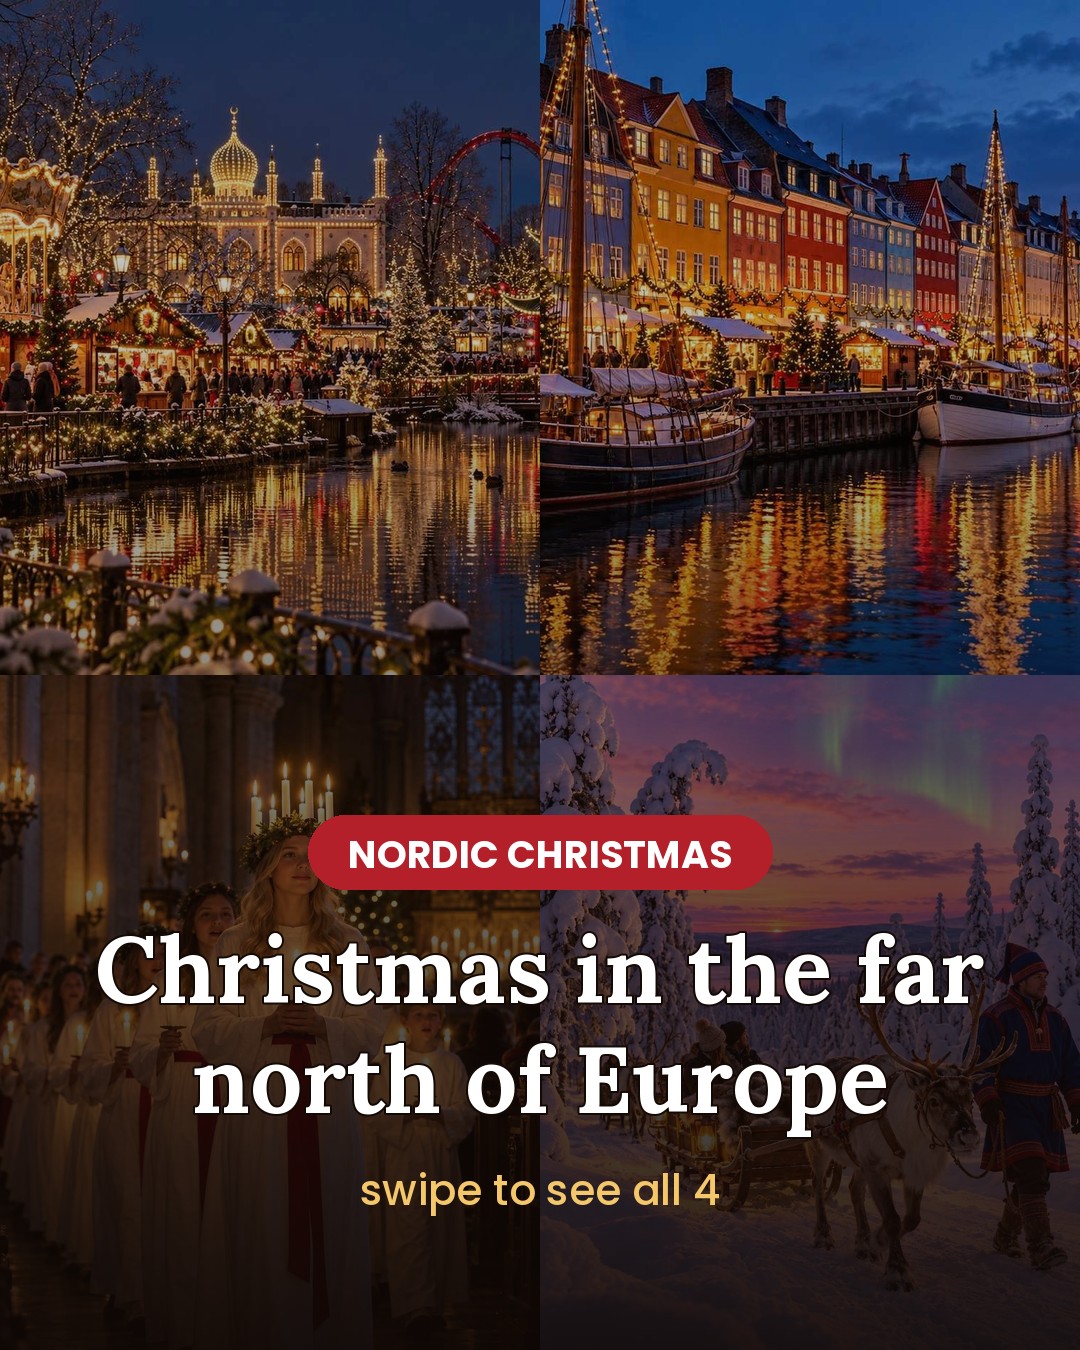 NORDIC CHRISTMAS
Christmas in the far
north of Europe
swipe to see all 4